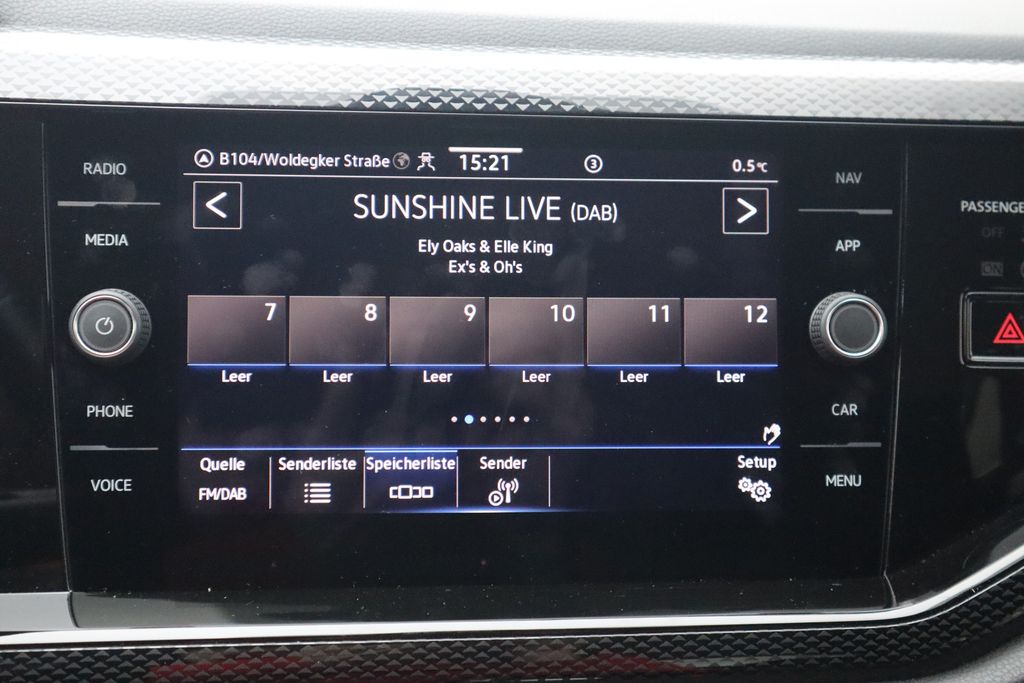 RADIO
MEDIA
PHONE
VOICE
B104/Woldegker Straße
15:21
3
0.5°C
<
SUNSHINE LIVE (DAB)
>
Ely Oaks & Elle King
Ex's & Oh's
7 8 9 10 11 12
Leer Leer Leer Leer Leer Leer
Quelle Senderliste Speicherliste Sender Setup
FM/DAB
NAV
APP
CAR
MENU
PASSENGE
OFF
ON